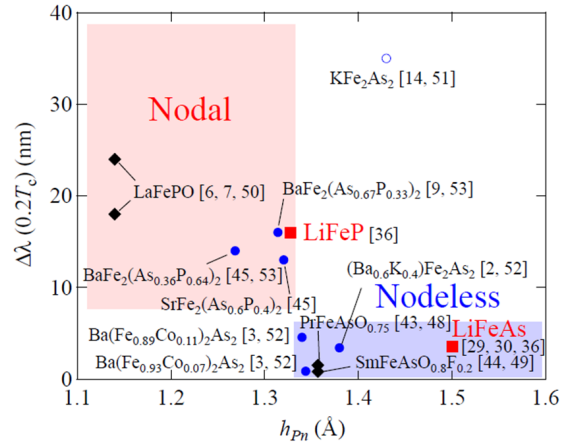 40
30
20
10
0
Δλ (0.2Tc) (nm)
KFe2As2 [14, 51]
Nodal
LaFePO [6, 7, 50]
BaFe2(As0.67P0.33)2 [9, 53]
LiFeP [36]
BaFe2(As0.36P0.64)2 [45, 53]
(Ba0.6K0.4)Fe2As2 [2, 52]
SrFe2(As0.6P0.4)2 [45]
Nodeless
PrFeAsO0.75 [43, 48]
Ba(Fe0.89Co0.11)2As2 [3, 52]
LiFeAs
[29, 30, 36]
Ba(Fe0.93Co0.07)2As2 [3, 52]
SmFeAsO0.8F0.2 [44, 49]
1.1 1.2 1.3 1.4 1.5 1.6
hPn (Å)